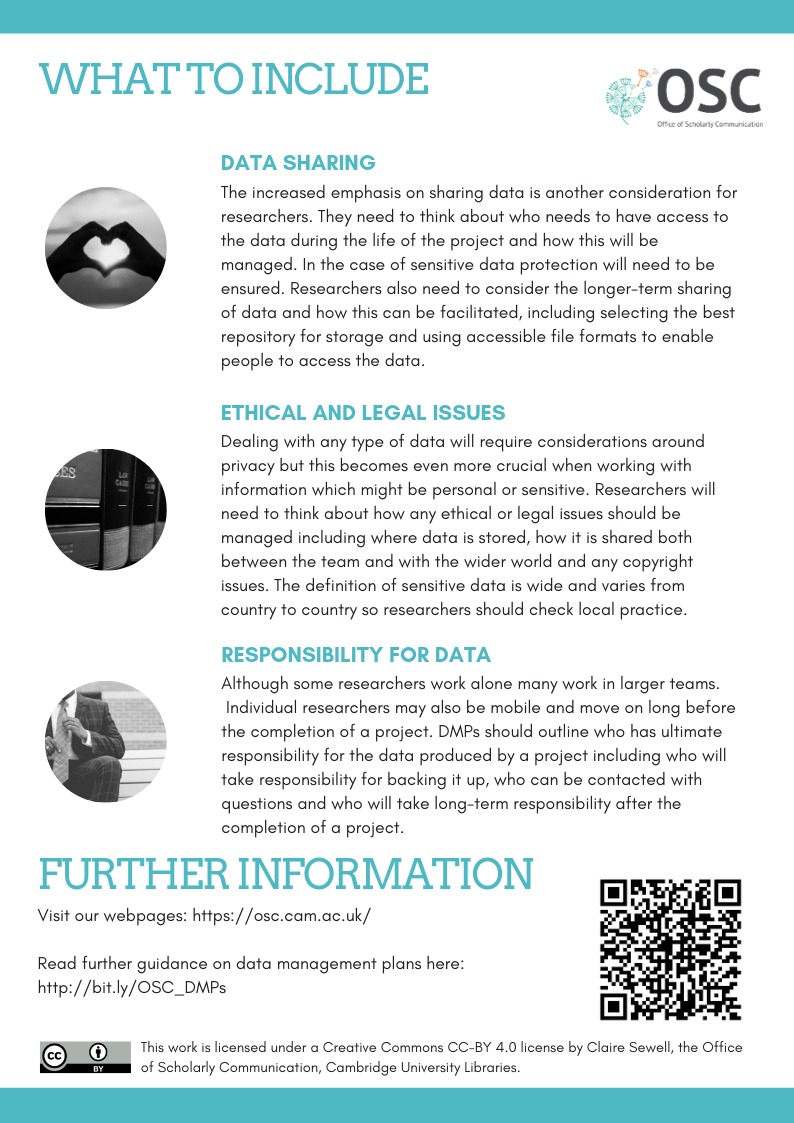 WHAT TO INCLUDE
OSC
Office of Scholarly Communication
DATA SHARING
The increased emphasis on sharing data is another consideration for
researchers. They need to think about who needs to have access to
the data during the life of the project and how this will be
managed. In the case of sensitive data protection will need to be
ensured. Researchers also need to consider the longer-term sharing
of data and how this can be facilitated, including selecting the best
repository for storage and using accessible file formats to enable
people to access the data.
ETHICAL AND LEGAL ISSUES
Dealing with any type of data will require considerations around
privacy but this becomes even more crucial when working with
information which might be personal or sensitive. Researchers will
need to think about how any ethical or legal issues should be
managed including where data is stored, how it is shared both
between the team and with the wider world and any copyright
issues. The definition of sensitive data is wide and varies from
country to country so researchers should check local practice.
LAW
CASES
RESPONSIBILITY FOR DATA
Although some researchers work alone many work in larger teams.
Individual researchers may also be mobile and move on long before
the completion of a project. DMPs should outline who has ultimate
responsibility for the data produced by a project including who will
take responsibility for backing it up, who can be contacted with
questions and who will take long-term responsibility after the
completion of a project.
FURTHER INFORMATION
Visit our webpages: https://osc.cam.ac.uk/
Read further guidance on data management plans here:
http://bit.ly/OSC_DMPs
cc
BY
This work is licensed under a Creative Commons CC-BY 4.0 license by Claire Sewell, the Office
of Scholarly Communication, Cambridge University Libraries.